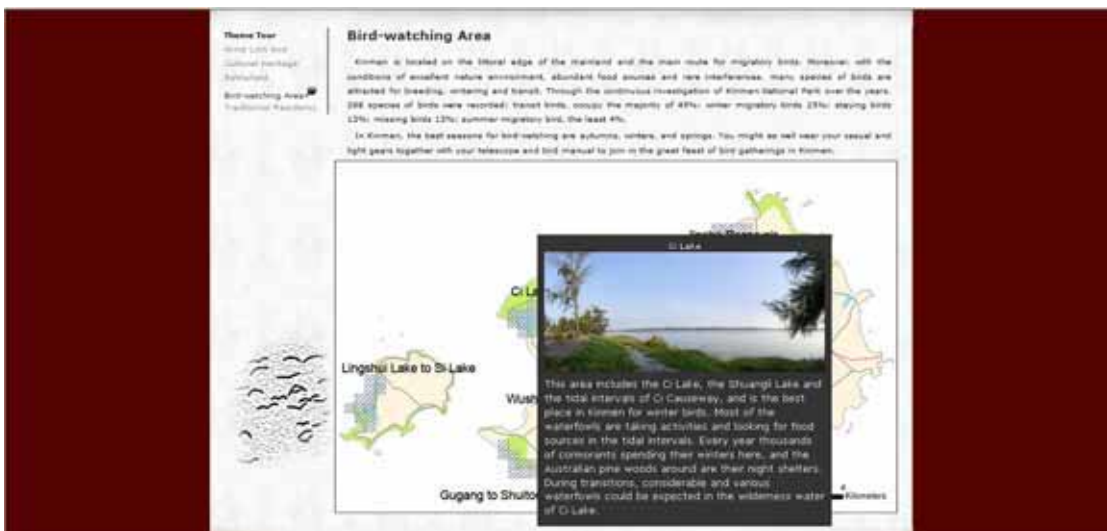 Theme Tour
Wind Lion God
Cultural Heritage
Battlefield
Bird-watching Area
Traditional Residence
Bird-watching Area
Kinmen is located on the littoral edge of the mainland and the main route for migratory birds. Moreover, with the
conditions of excellent nature environment, abundant food sources and rare interferences, many species of birds are
attracted for breeding, wintering and transit. Through the continuous investigation of Kinmen National Park over the years,
species of birds were recorded; transit birds, occupy the majority of 45%; winter migratory birds 25%; staying birds
13%; missing birds 13%; summer migratory bird, the least 4%.
In Kinmen, the best seasons for bird-watching are autumns, winters, and springs. You might as well wear your casual and
light gears together with your telescope and bird manual to join in the great feast of bird gatherings in Kinmen.
Ci Lake
Ci L
Lingshui Lake to Si Lake
Wush
Gugang to Shuito
This area includes the Ci Lake, the Shuangli Lake and
the tidal intervals of Ci Causeway, and is the best
place in Kinmen for winter birds. Most of the
waterfowls are taking activities and looking for food
sources in the tidal intervals. Every year thousands
of cormorants spending their winters here, and the
Australian pine woods around are their night shelters.
During transitions, considerable and various
waterfowls could be expected in the wilderness water
of Ci Lake.
Kilometers